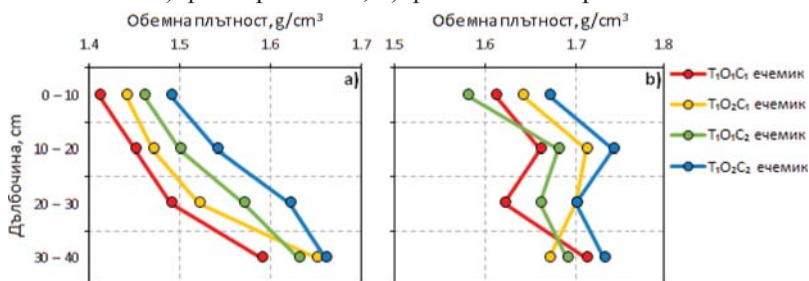 Обемна плътност, g/cm³
Обемна плътност, g/cm³
1.4 1.5 1.6 1.7
1.5 1.6 1.7 1.8
a)
b)
Дълбочина, cm
0 – 10
10 – 20
20 – 30
30 – 40
T₁O₁C₁ ечемик
T₁O₂C₁ ечемик
T₁O₁C₂ ечемик
T₁O₂C₂ ечемик